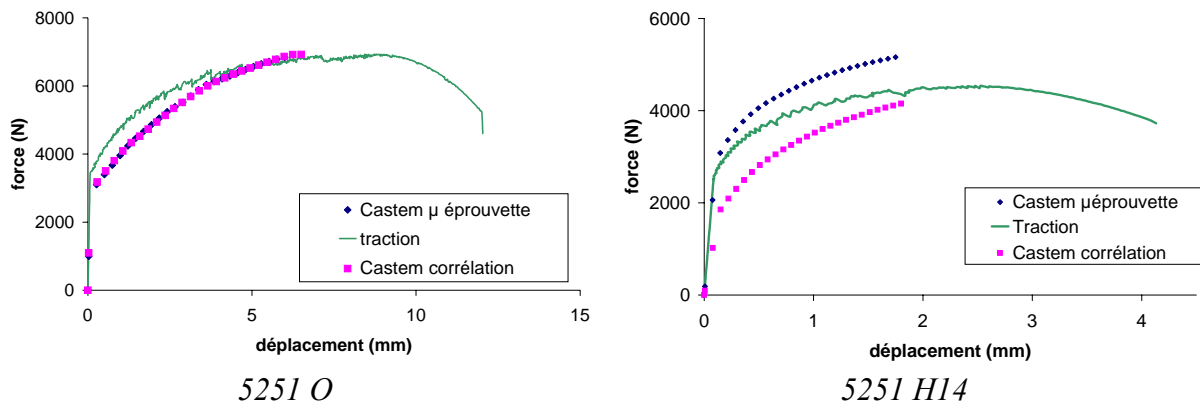 8000
6000
4000
2000
0
0
5
10
15
force (N)
déplacement (mm)
Castem µ éprouvette
traction
Castem corrélation
5251 O
6000
4000
2000
0
0
1
2
3
4
force (N)
déplacement (mm)
Castem µéprouvette
Traction
Castem corrélation
5251 H14